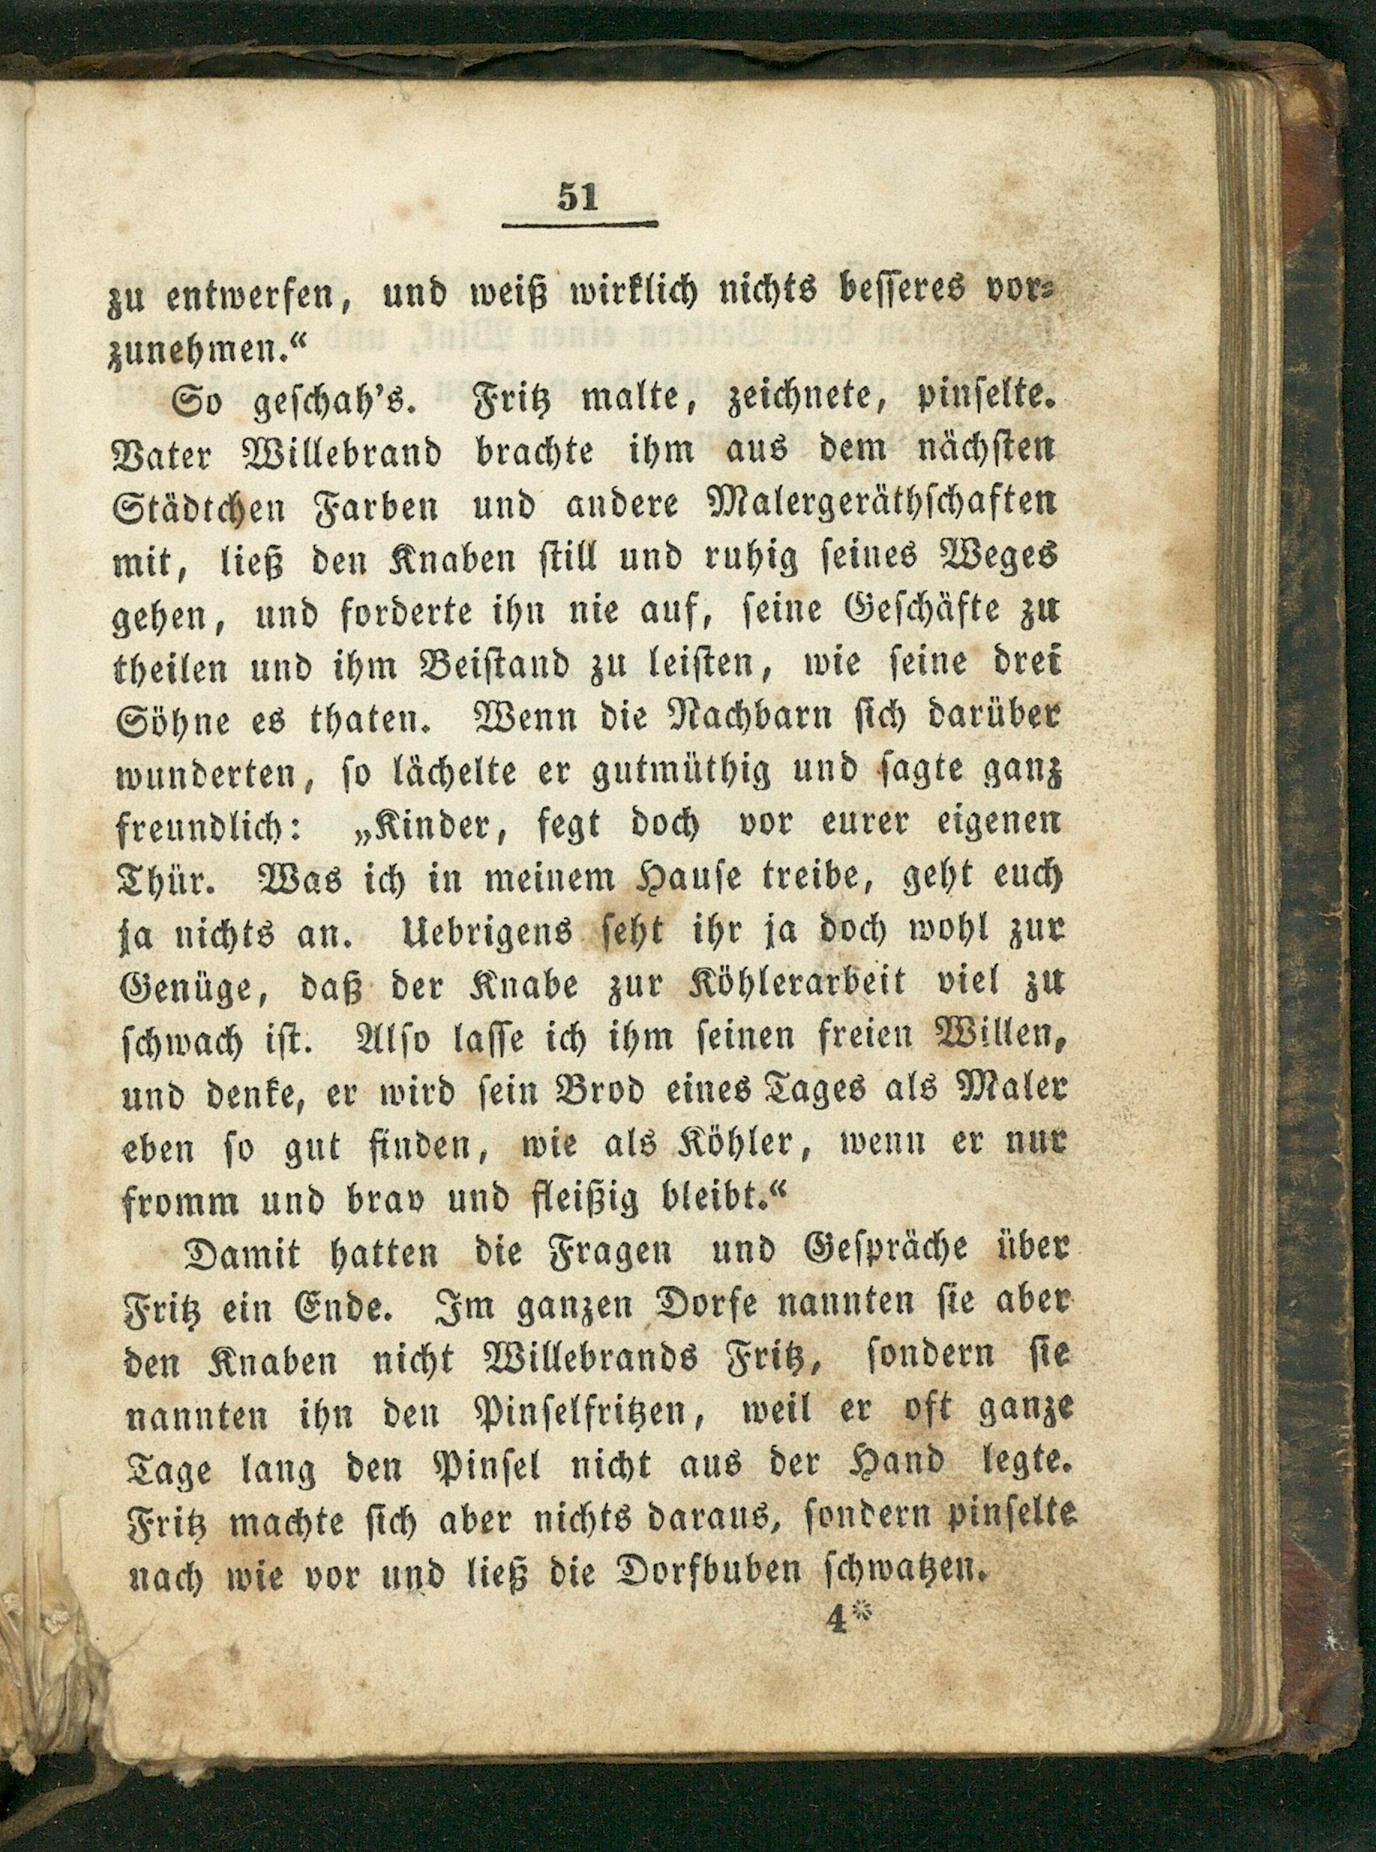 51
zu entwerfen, und weiß wirklich nichts besseres vor-
zunehmen.“
So geschah's. Fritz malte, zeichnete, pinselte.
Vater Willebrand brachte ihm aus dem nächsten
Städtchen Farben und andere Malergeräthschaften
mit, ließ den Knaben still und ruhig seines Weges
gehen, und forderte ihn nie auf, seine Geschäfte zu
theilen und ihm Beistand zu leisten, wie seine drei
Söhne es thaten. Wenn die Nachbarn sich darüber
wunderten, so lächelte er gutmüthig und sagte ganz
freundlich: „Kinder, fegt doch vor eurer eigenen
Thür. Was ich in meinem Hause treibe, geht euch
ja nichts an. Uebrigens seht ihr ja doch wohl zur
Genüge, daß der Knabe zur Köhlerarbeit viel zu
schwach ist. Also lasse ich ihm seinen freien Willen,
und denke, er wird sein Brod eines Tages als Maler
eben so gut finden, wie als Köhler, wenn er nur
fromm und brav und fleißig bleibt.“
Damit hatten die Fragen und Gespräche über
Fritz ein Ende. Im ganzen Dorfe nannten sie aber
den Knaben nicht Willebrands Fritz, sondern sie
nannten ihn den Pinselfritzen, weil er oft ganze
Tage lang den Pinsel nicht aus der Hand legte.
Fritz machte sich aber nichts daraus, sondern pinselte
nach wie vor und ließ die Dorfbuben schwatzen.
4*